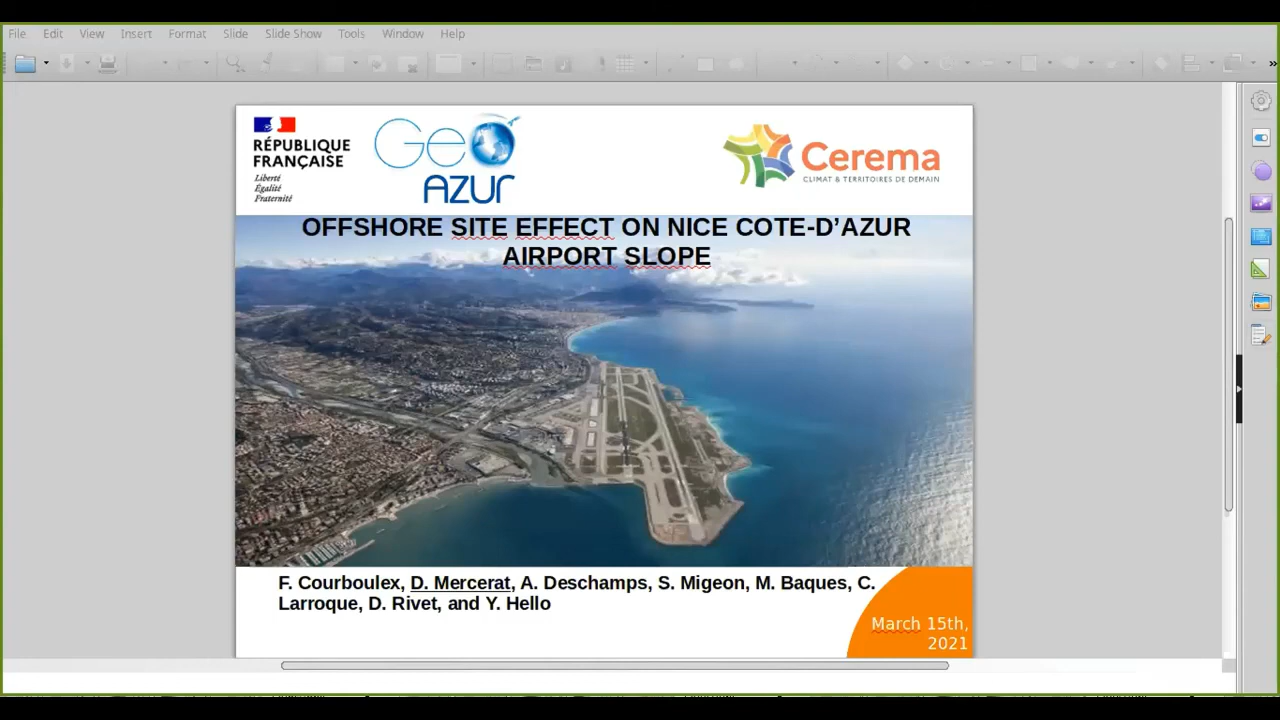 File Edit View Insert Format Slide Slide Show Tools Window Help
RÉPUBLIQUE
FRANÇAISE
Liberté
Égalité
Fraternité
Geo
AZUR
Cerema
CLIMAT & TERRITOIRES DE DEMAIN
OFFSHORE SITE EFFECT ON NICE COTE-D’AZUR
AIRPORT SLOPE
F. Courboulex, D. Mercerat, A. Deschamps, S. Migeon, M. Baques, C.
Larroque, D. Rivet, and Y. Hello
March 15th,
2021